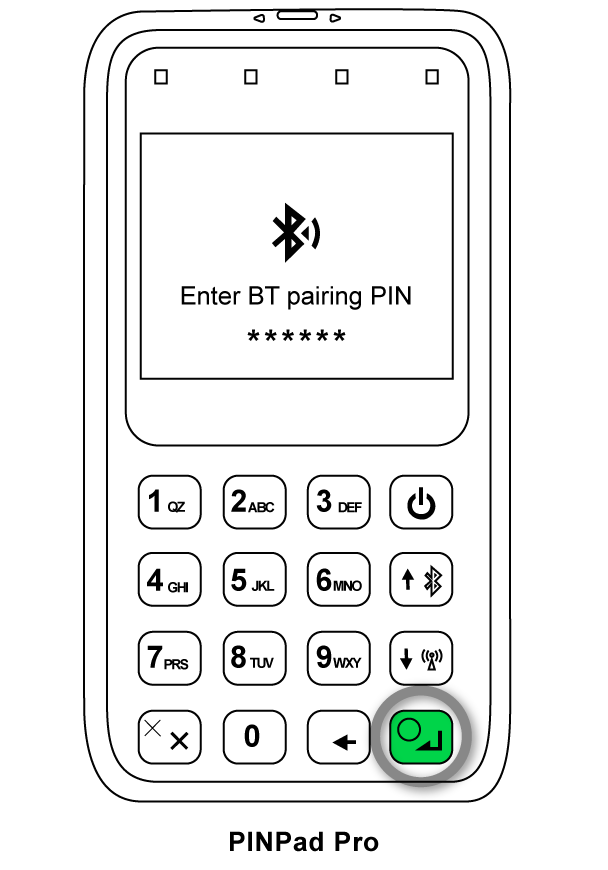 Enter BT pairing PIN
******
1 QZ
2 ABC
3 DEF
4 GHI
5 JKL
6 MNO
7 PRS
8 TUV
9 WXY
0
PINPad Pro